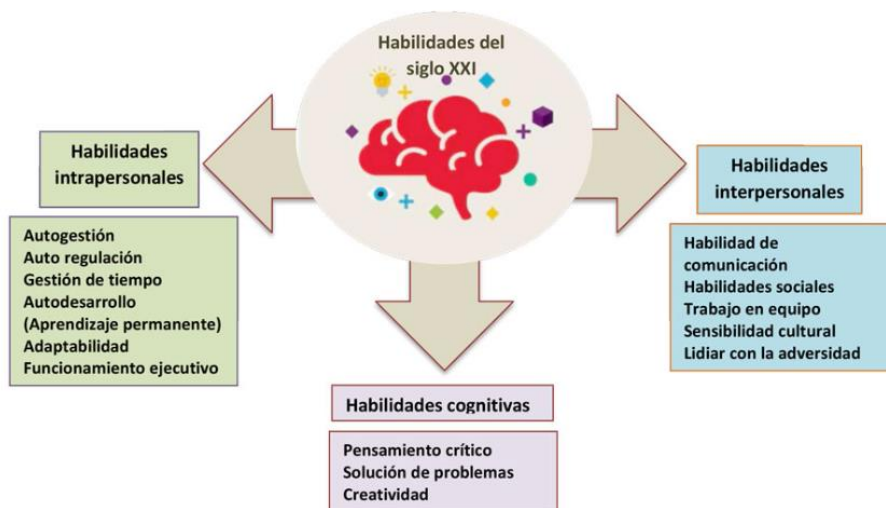 Habilidades del
siglo XXI
Habilidades
intrapersonales
Autogestión
Auto regulación
Gestión de tiempo
Autodesarrollo
(Aprendizaje permanente)
Adaptabilidad
Funcionamiento ejecutivo
Habilidades
interpersonales
Habilidad de
comunicación
Habilidades sociales
Trabajo en equipo
Sensibilidad cultural
Lidiar con la adversidad
Habilidades cognitivas
Pensamiento crítico
Solución de problemas
Creatividad